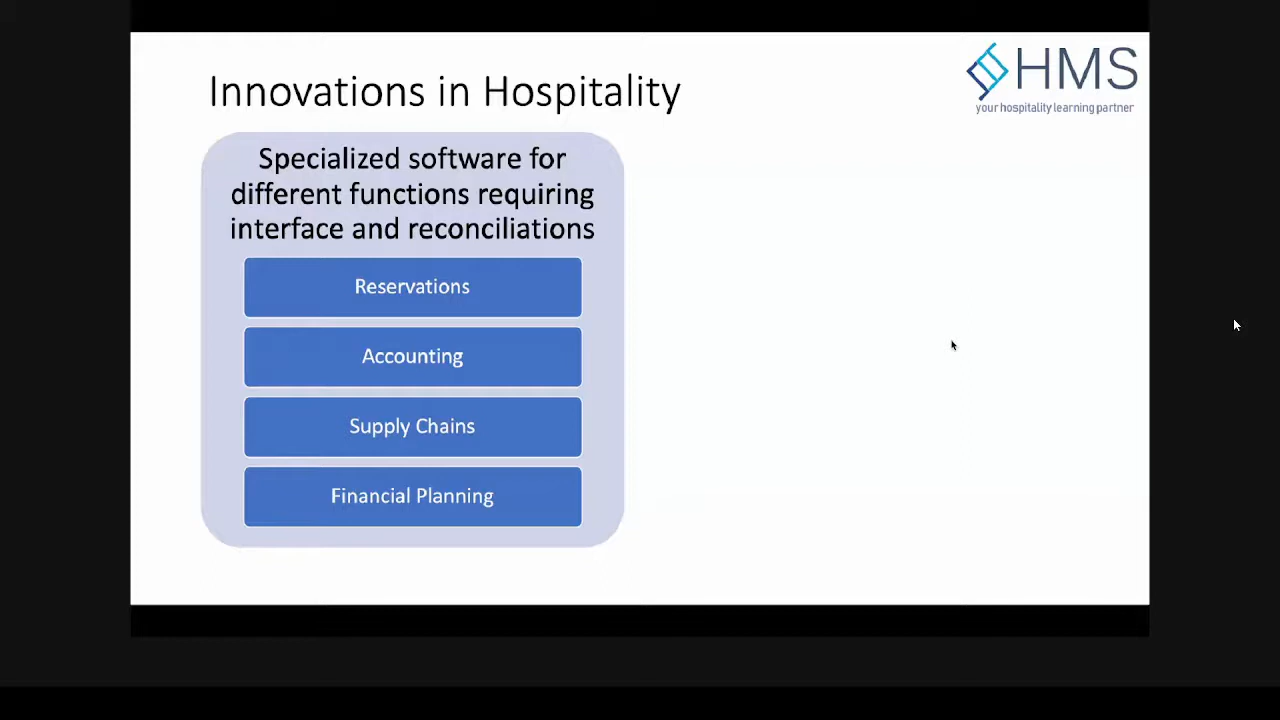 Innovations in Hospitality
HMS
your hospitality learning partner
Specialized software for
different functions requiring
interface and reconciliations
Reservations
Accounting
Supply Chains
Financial Planning